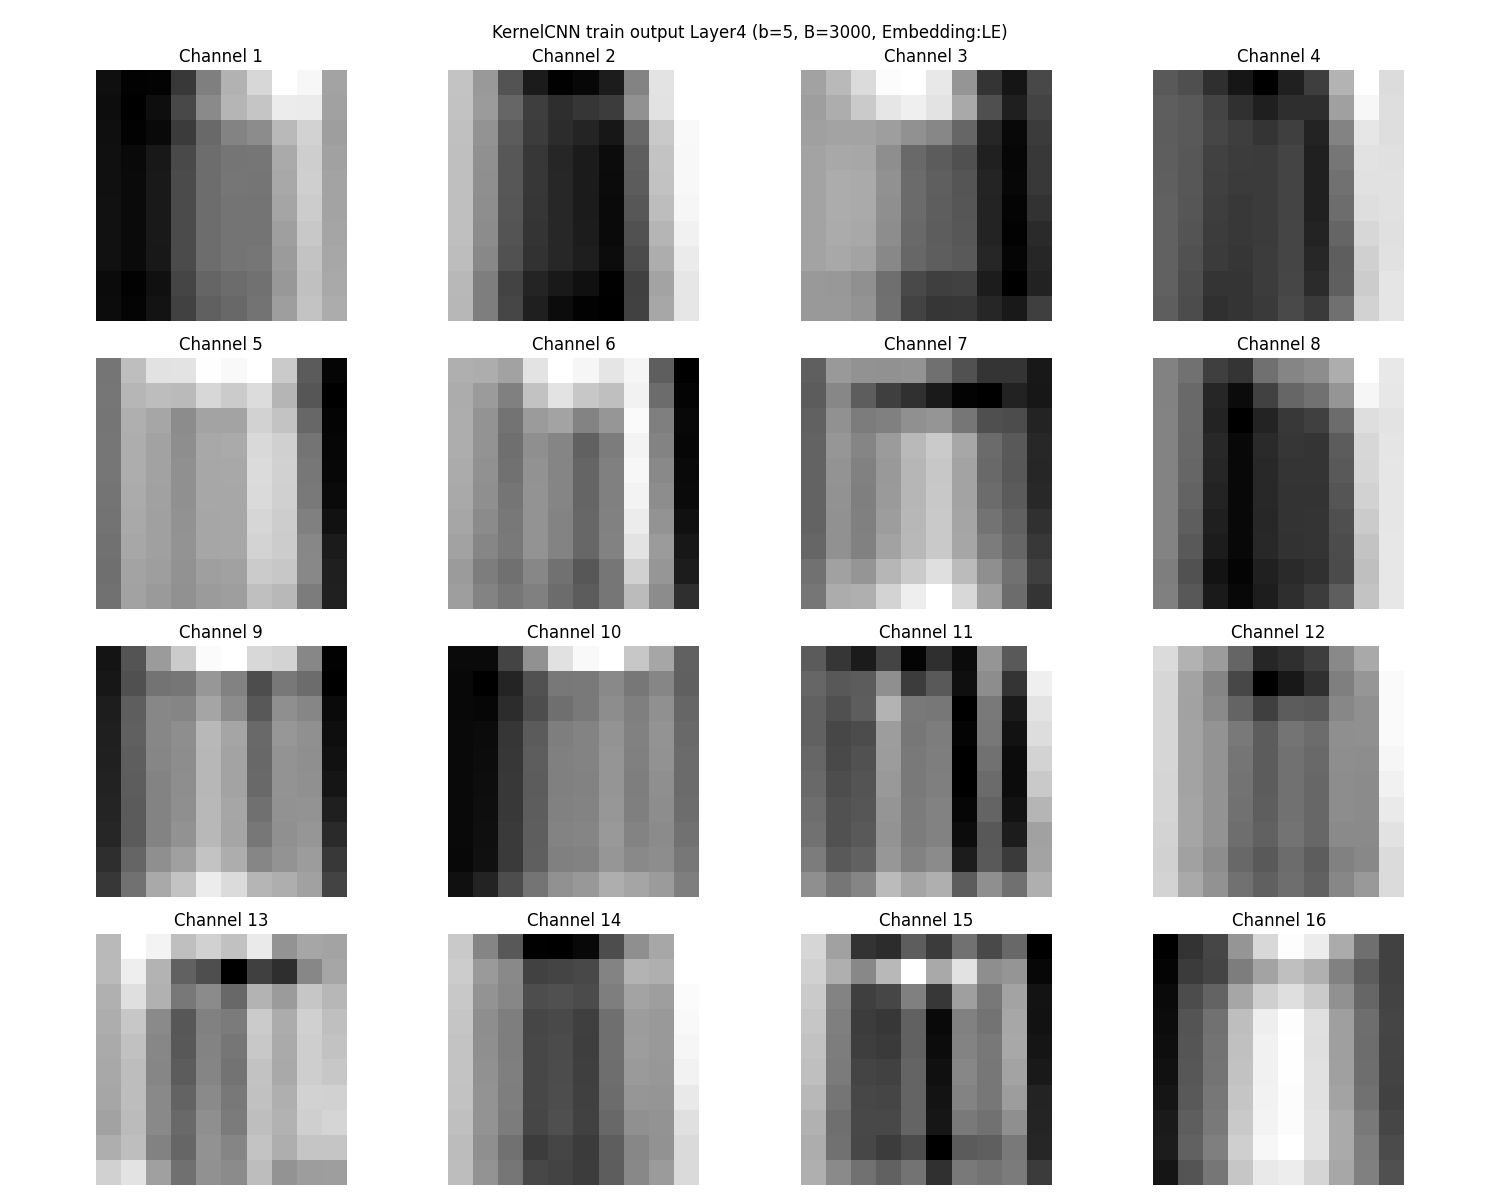 KernelCNN train output Layer4 (b=5, B=3000, Embedding:LE)
Channel 1
Channel 2
Channel 3
Channel 4
Channel 5
Channel 6
Channel 7
Channel 8
Channel 9
Channel 10
Channel 11
Channel 12
Channel 13
Channel 14
Channel 15
Channel 16